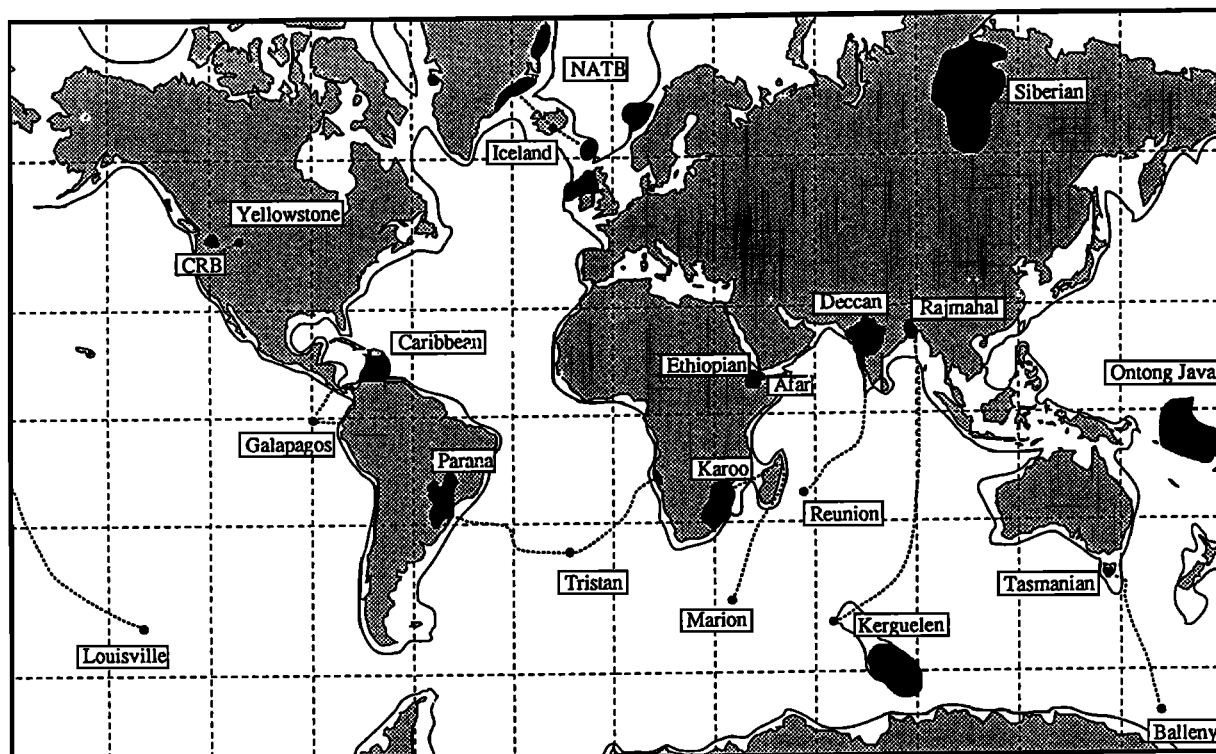 NATB
Siberian
Iceland
Yellowstone
CRB
Deccan
Rajmahal
Caribbean
Ethiopian
Afar
Ontong Java
Galapagos
Parana
Karoo
Reunion
Tristan
Tasmanian
Marion
Kerguelen
Louisville
Balleny